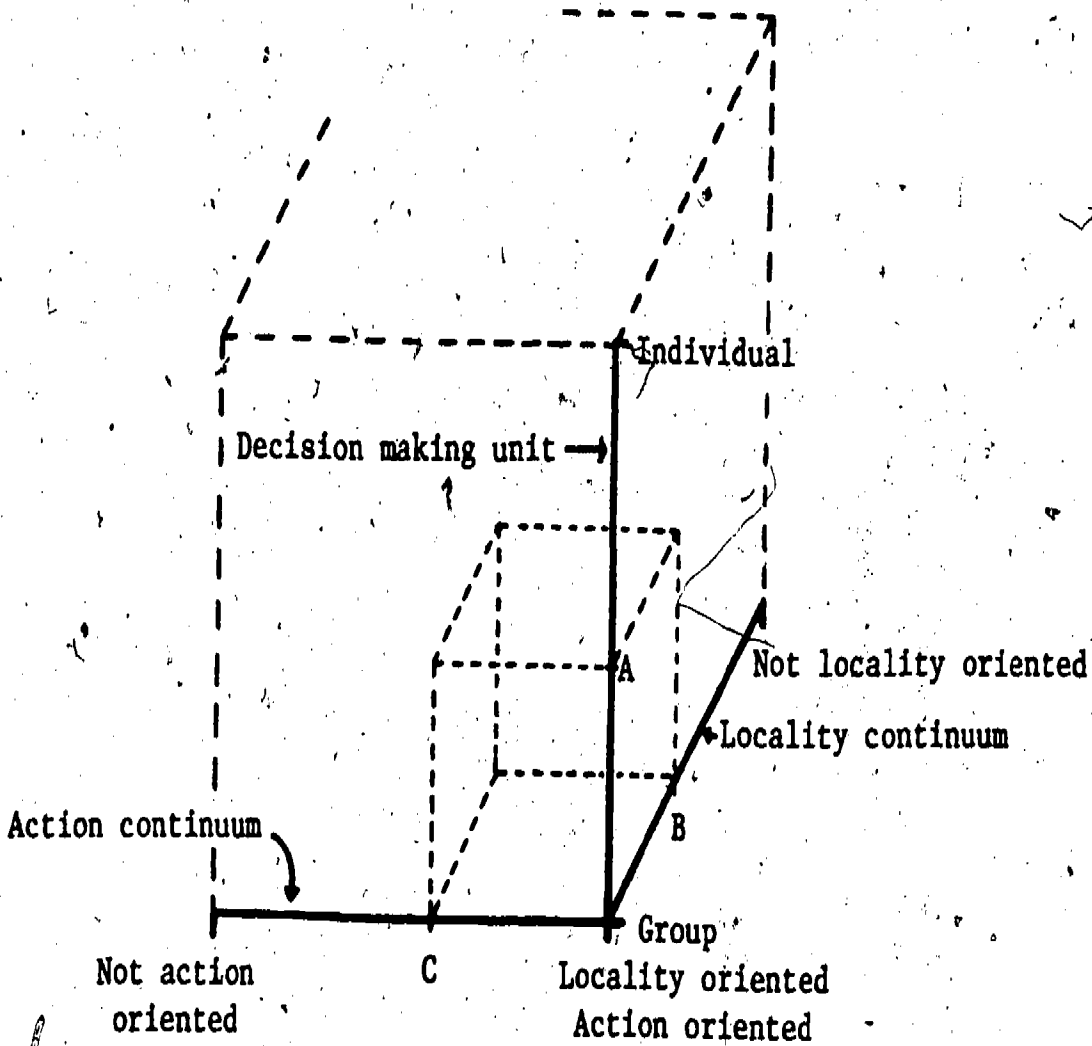 Individual
Decision making unit
A
Not locality oriented
Locality continuum
B
Action continuum
Group
Not action
oriented
C
Locality oriented
Action oriented